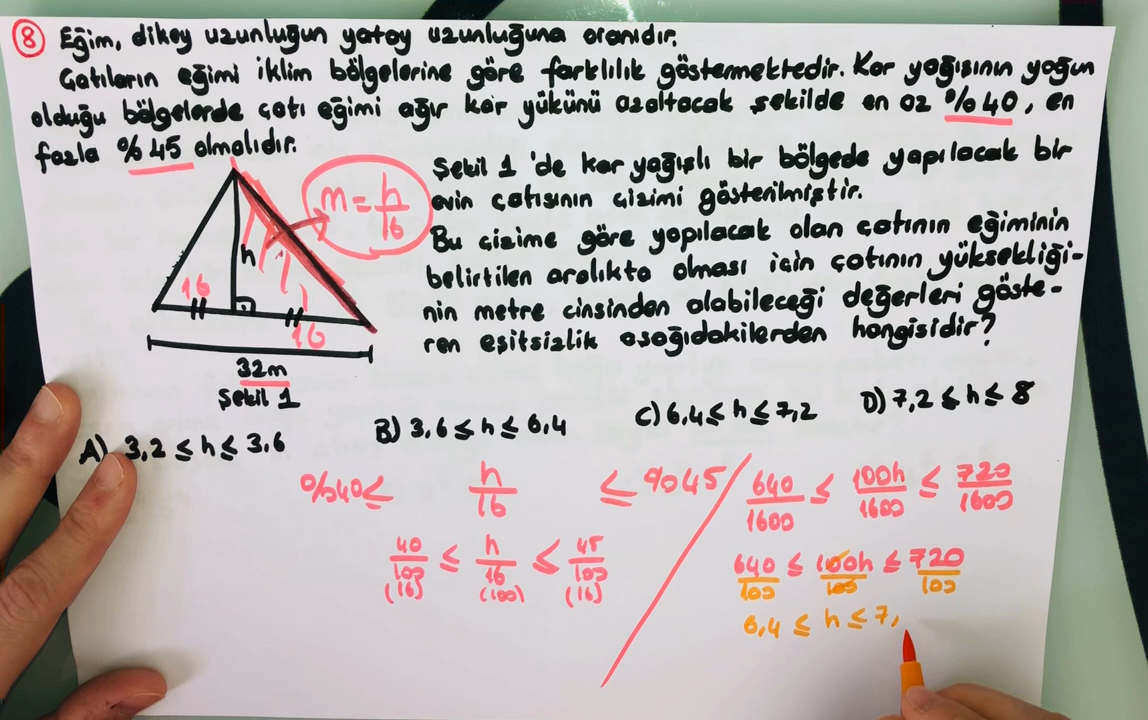 8 Eğim, dikey uzunluğun yatay uzunluğuna oranıdır.
Çatıların eğimi iklim bölgelerine göre farklılık göstermektedir. Kar yağışının yoğun
olduğu bölgelerde çatı eğimi ağır kar yükünü azaltacak şekilde en az %40, en
fazla %45 olmalıdır.
Şekil 1'de kar yağışlı bir bölgede yapılacak bir
evin çatısının çizimi gösterilmiştir.
Bu çizime göre yapılacak olan çatının eğiminin
belirtilen aralıkta olması için çatının yüksekliği-
nin metre cinsinden alabileceği değerleri göste-
ren eşitsizlik aşağıdakilerden hangisidir?
m = h/16
h
16
16
32m
Şekil 1
A) 3,2 ≤ h ≤ 3,6
B) 3,6 ≤ h ≤ 6,4
C) 6,4 ≤ h ≤ 7,2
D) 7,2 ≤ h ≤ 8
%40 ≤ h/16 ≤ %45
40/100 ≤ h/16 ≤ 45/100
(16) (100) (16)
640/1600 ≤ 100h/1600 ≤ 720/1600
640/100 ≤ 100h/100 ≤ 720/100
6,4 ≤ h ≤ 7,